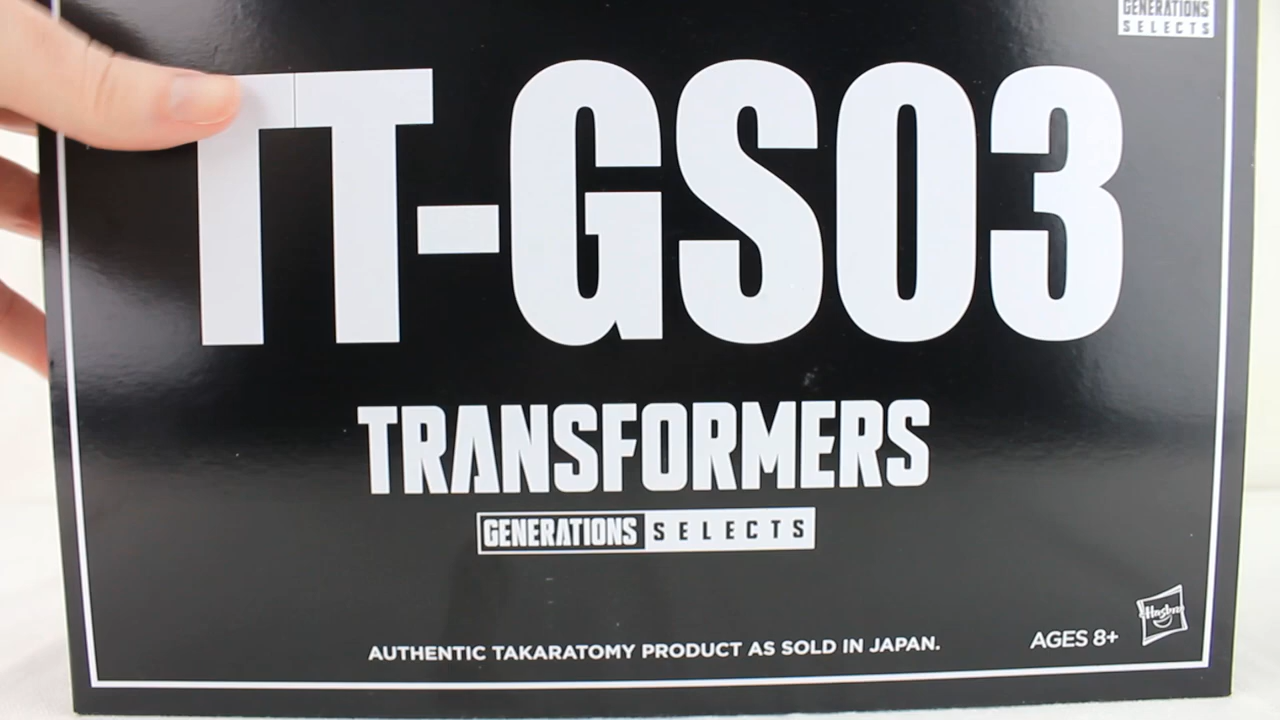 GENERATIONS
SELECTS
TT-GS03
TRANSFORMERS
GENERATIONS SELECTS
AUTHENTIC TAKARATOMY PRODUCT AS SOLD IN JAPAN.
AGES 8+
Hasbro